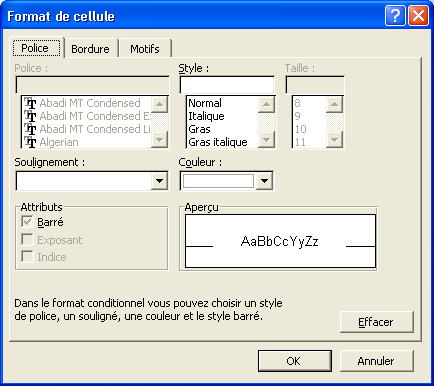 Format de cellule
Police Bordure Motifs
Police : Style : Taille :
Abadi MT Condensed Normal 8
Abadi MT Condensed E Italique 9
Abadi MT Condensed Li Gras 10
Algerian Gras italique 11
Soulignement : Couleur :
Attributs Aperçu
Barré
Exposant AaBbCcYyZz
Indice
Dans le format conditionnel vous pouvez choisir un style
de police, un souligné, une couleur et le style barré.
Effacer
OK Annuler